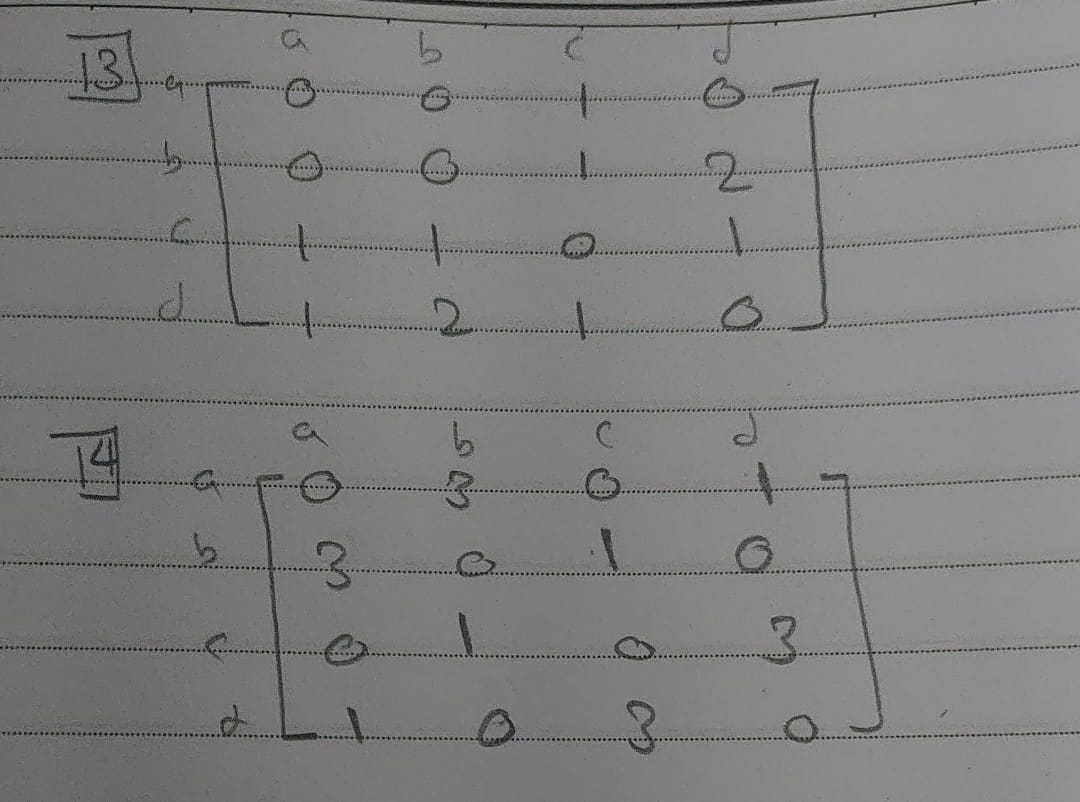 a b c d
13 a 0 0 1 0
b 0 0 1 2
c 1 1 0 1
d 1 2 1 0
a b c d
14 a 0 3 0 1
b 3 0 1 0
c 0 1 0 3
d 1 0 3 0